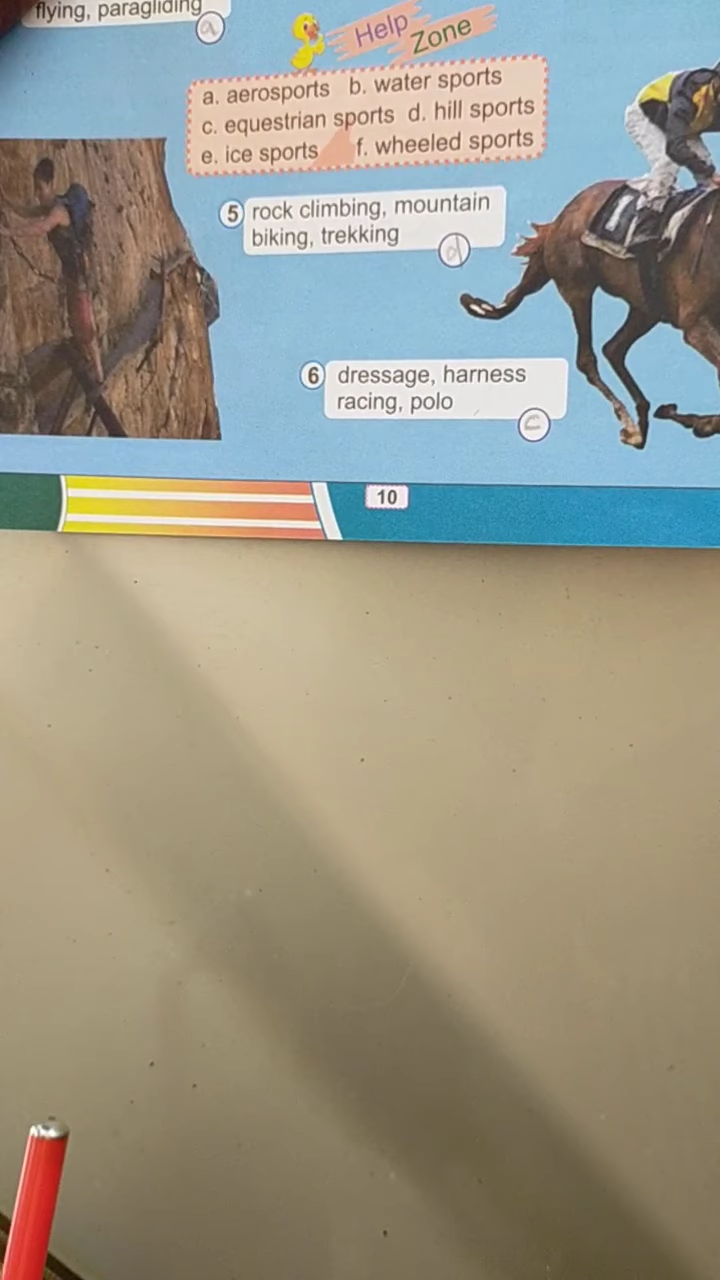 flying, paragliding
a
Help
Zone
a. aerosports b. water sports
c. equestrian sports d. hill sports
e. ice sports f. wheeled sports
5 rock climbing, mountain
biking, trekking
d
6 dressage, harness
racing, polo
c
1
10